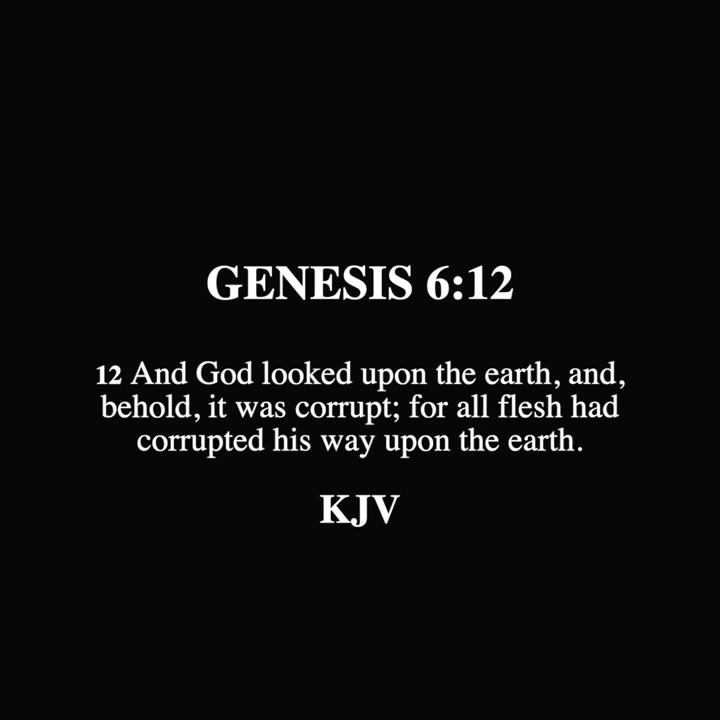 GENESIS 6:12
12 And God looked upon the earth, and,
behold, it was corrupt; for all flesh had
corrupted his way upon the earth.
KJV